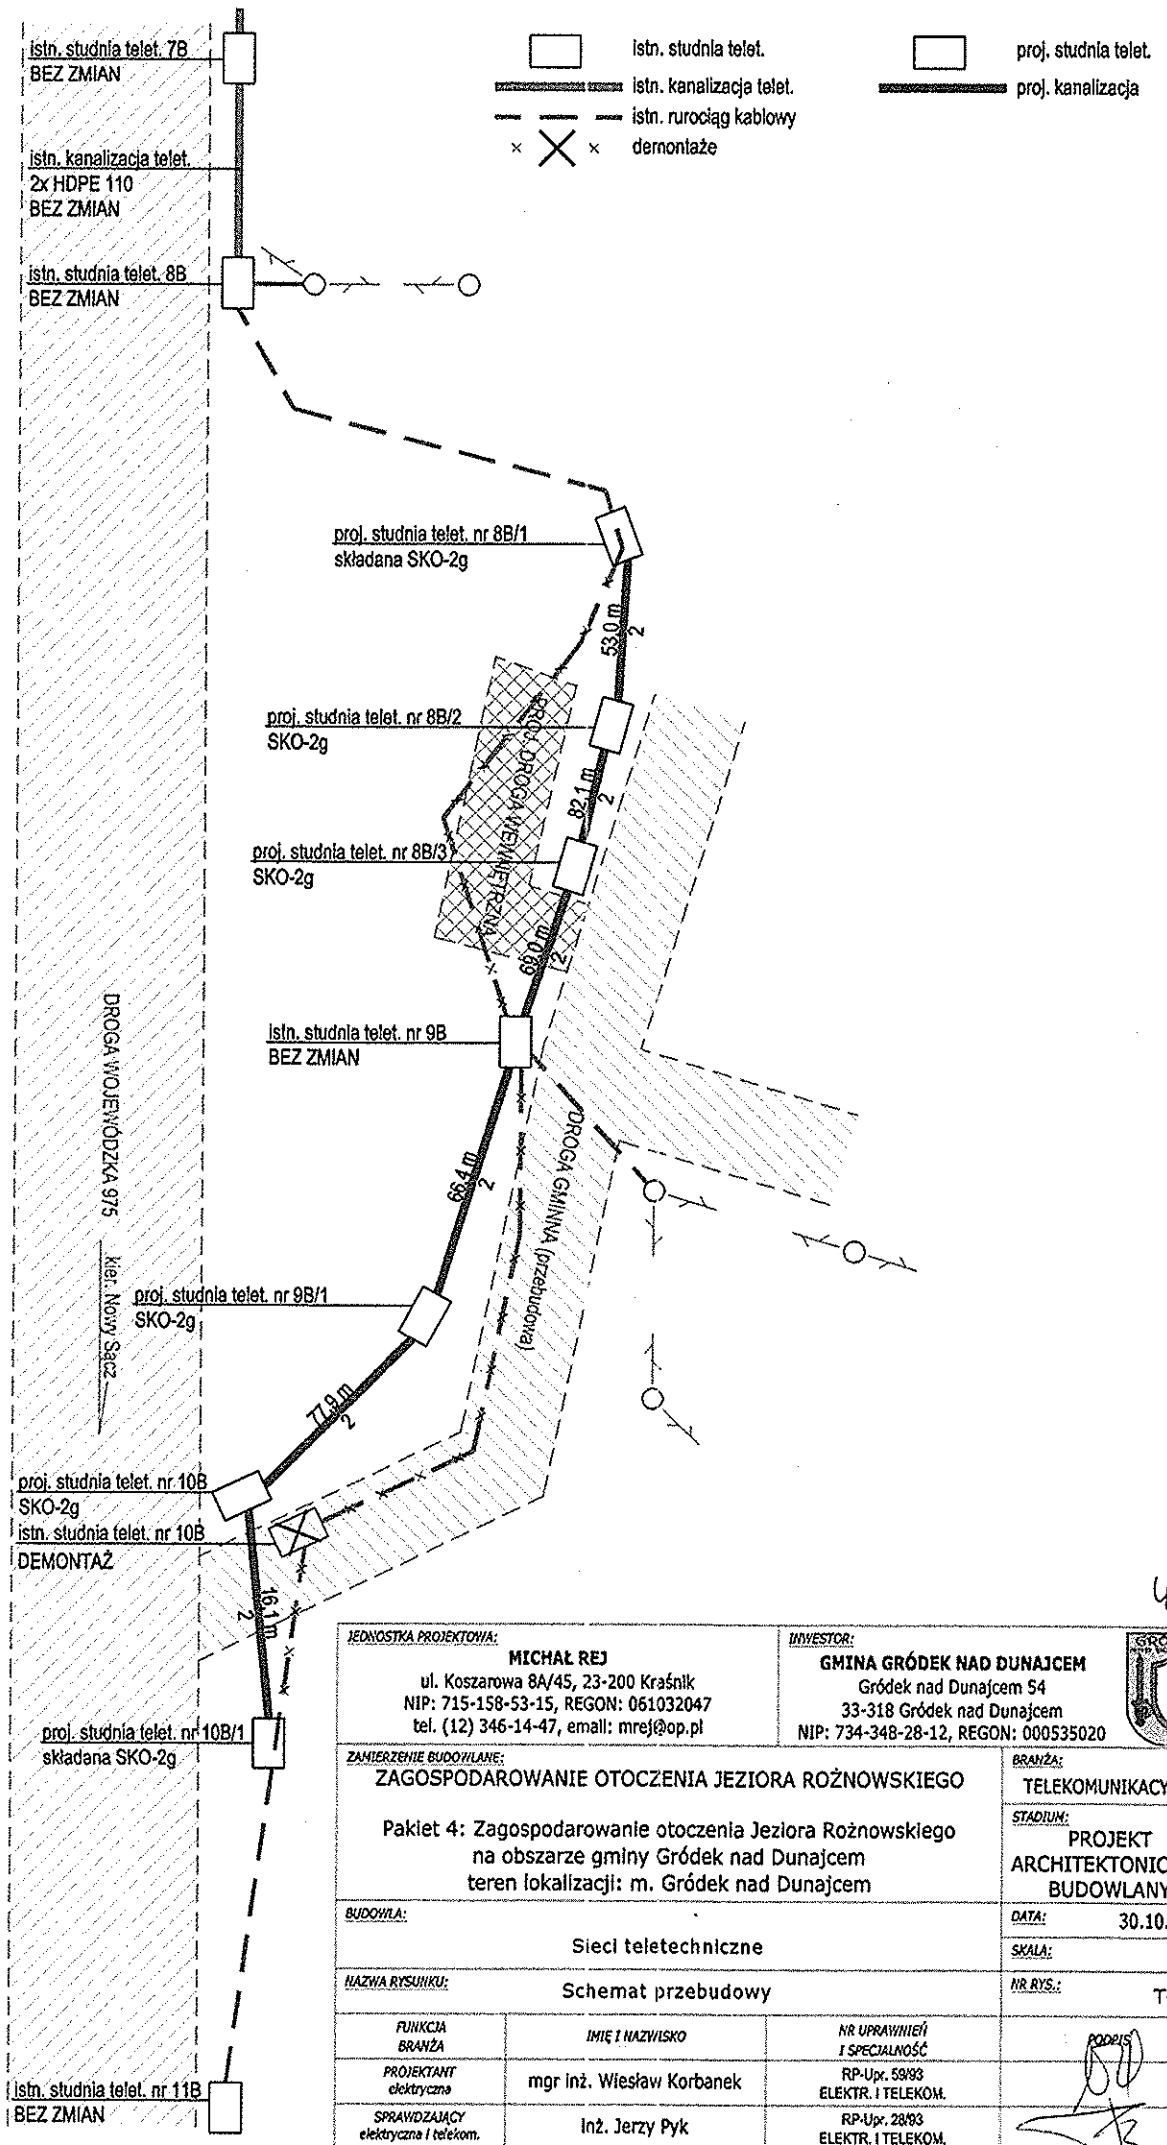 istn. studnia telet. 7B
BEZ ZMIAN
istn. studnia telet.
istn. kanalizacja telet.
istn. rurociąg kablowy
demontaże
proj. studnia telet.
proj. kanalizacja
istn. kanalizacja telet.
2x HDPE 110
BEZ ZMIAN
istn. studnia telet. 8B
BEZ ZMIAN
proj. studnia telet. nr 8B/1
składana SKO-2g
53,0 m
2
proj. studnia telet. nr 8B/2
SKO-2g
PROJ. DROGA WEWNĘTRZNA
82,1 m
2
proj. studnia telet. nr 8B/3
SKO-2g
69,0 m
2
istn. studnia telet. nr 9B
BEZ ZMIAN
DROGA WOJEWÓDZKA 975
kier. Nowy Sącz
DROGA GMINNA (przebudowa)
66,4 m
2
proj. studnia telet. nr 9B/1
SKO-2g
77,9 m
2
proj. studnia telet. nr 10B
SKO-2g
istn. studnia telet. nr 10B
DEMONTAŻ
16,1 m
2
proj. studnia telet. nr 10B/1
składana SKO-2g
istn. studnia telet. nr 11B
BEZ ZMIAN
JEDNOSTKA PROJEKTOWA:
MICHAŁ REJ
ul. Koszarowa 8A/45, 23-200 Kraśnik
NIP: 715-158-53-15, REGON: 061032047
tel. (12) 346-14-47, email: mrej@op.pl
INWESTOR:
GMINA GRÓDEK NAD DUNAJCEM
Gródek nad Dunajcem 54
33-318 Gródek nad Dunajcem
NIP: 734-348-28-12, REGON: 000535020
ZAMIERZENIE BUDOWLANE:
ZAGOSPODAROWANIE OTOCZENIA JEZIORA ROŻNOWSKIEGO
Pakiet 4: Zagospodarowanie otoczenia Jeziora Rożnowskiego
na obszarze gminy Gródek nad Dunajcem
teren lokalizacji: m. Gródek nad Dunajcem
BRANŻA:
TELEKOMUNIKACY
STADIUM:
PROJEKT
ARCHITEKTONIC
BUDOWLANY
BUDOWLA:
Sieci teletechniczne
DATA: 30.10.
SKALA:
NAZWA RYSUNKU:
Schemat przebudowy
NR RYS.: T
FUNKCJA
BRANŻA
IMIĘ I NAZWISKO
NR UPRAWNIEŃ
I SPECJALNOŚĆ
PODPIS
PROJEKTANT
elektryczna
mgr inż. Wiesław Korbanek
RP-Upr. 59/93
ELEKTR. I TELEKOM.
SPRAWDZAJĄCY
elektryczna i telekom.
inż. Jerzy Pyk
RP-Upr. 28/93
ELEKTR. I TELEKOM.